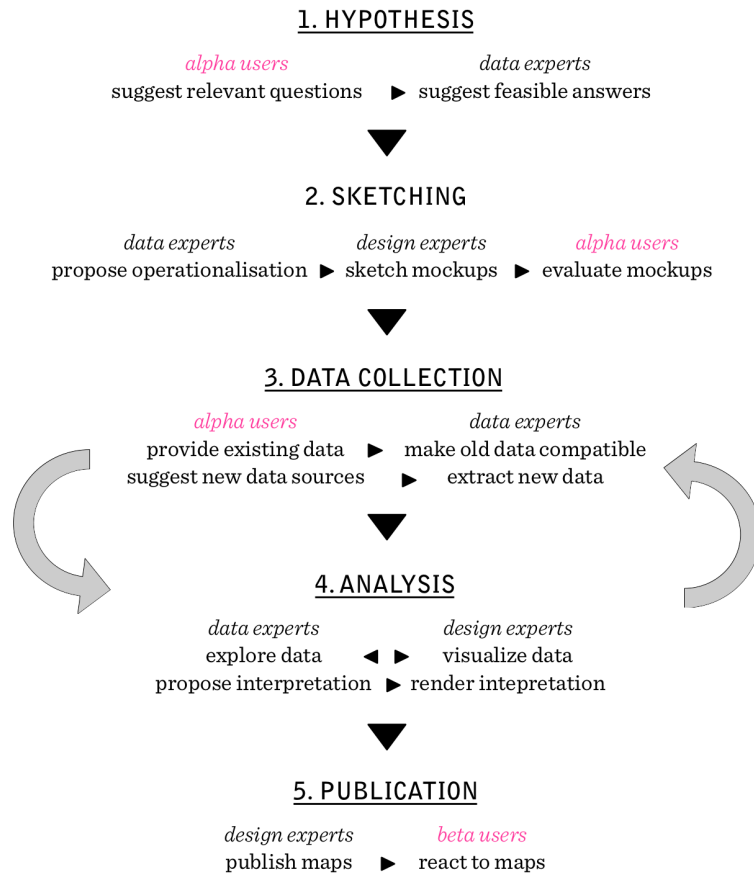 1. HYPOTHESIS
alpha users data experts
suggest relevant questions suggest feasible answers
2. SKETCHING
data experts design experts alpha users
propose operationalisation sketch mockups evaluate mockups
3. DATA COLLECTION
alpha users data experts
provide existing data make old data compatible
suggest new data sources extract new data
4. ANALYSIS
data experts design experts
explore data visualize data
propose interpretation render intepretation
5. PUBLICATION
design experts beta users
publish maps react to maps